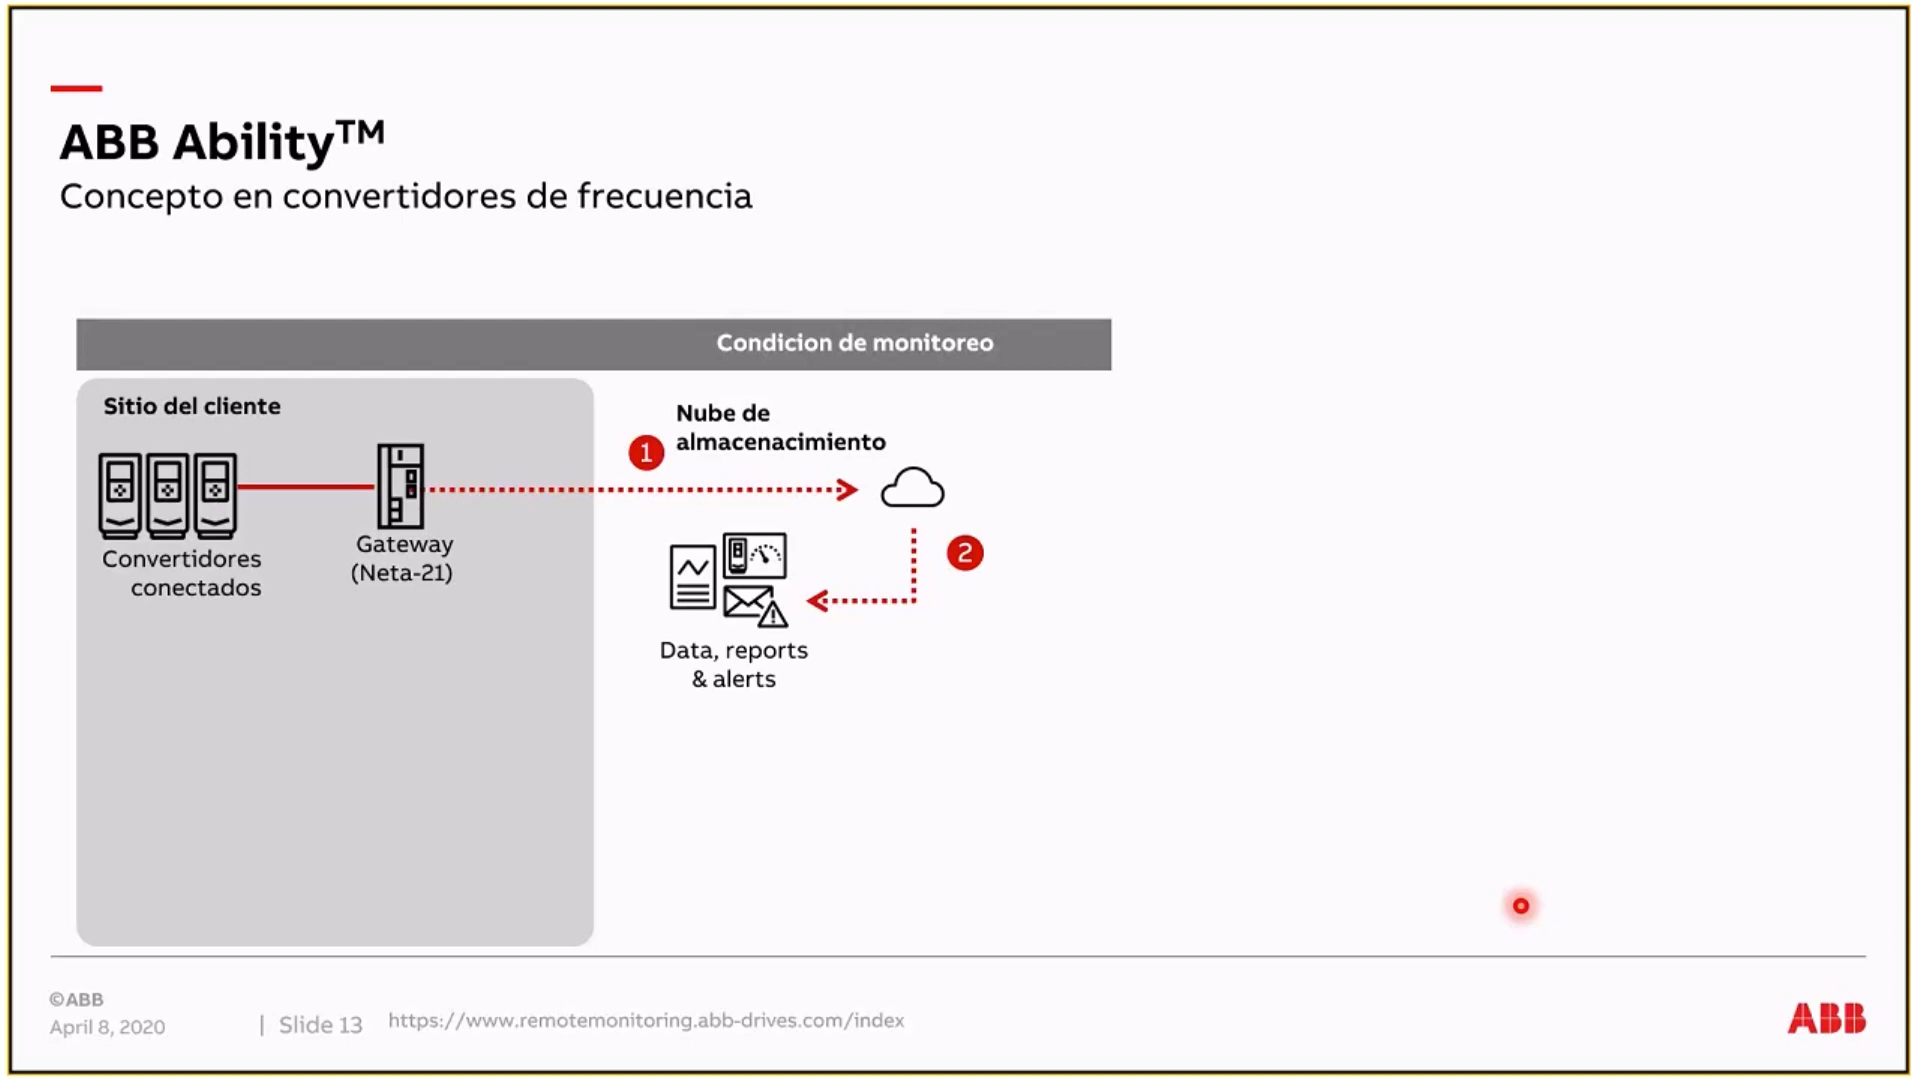 ABB Ability™
Concepto en convertidores de frecuencia
Condicion de monitoreo
Sitio del cliente
Convertidores
conectados
Gateway
(Neta-21)
1
Nube de
almacenacimiento
2
Data, reports
& alerts
©ABB
April 8, 2020
| Slide 13
https://www.remotemonitoring.abb-drives.com/index
ABB